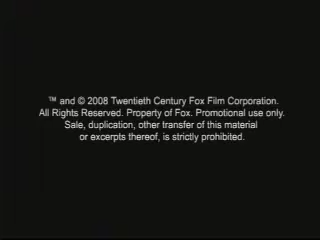 ™ and © 2008 Twentieth Century Fox Film Corporation.
All Rights Reserved. Property of Fox. Promotional use only.
Sale, duplication, other transfer of this material
or excerpts thereof, is strictly prohibited.